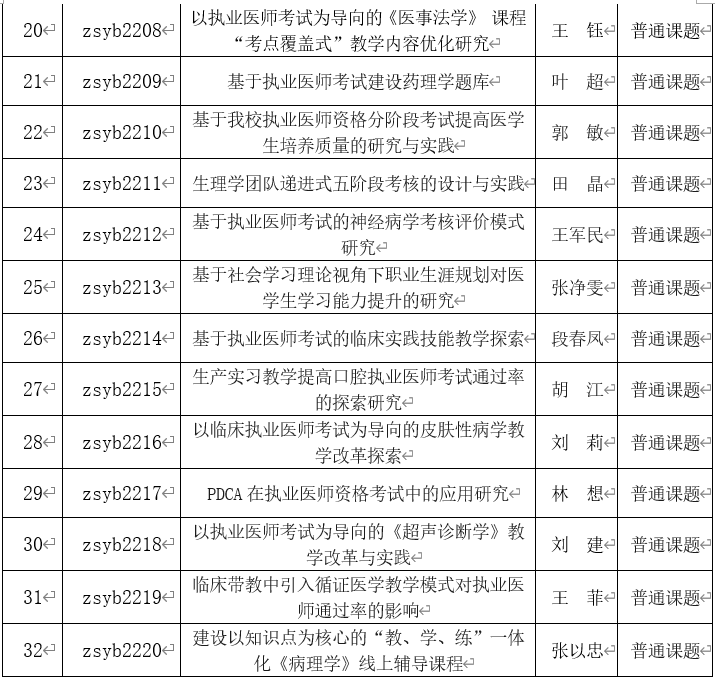 20 zsyb2208 以执业医师考试为导向的《医事法学》 课程 王 钰 普通课题
“考点覆盖式”教学内容优化研究
21 zsyb2209 基于执业医师考试建设药理学题库 叶 超 普通课题
22 zsyb2210 基于我校执业医师资格分阶段考试提高医学 郭 敏 普通课题
生培养质量的研究与实践
23 zsyb2211 生理学团队递进式五阶段考核的设计与实践 田 晶 普通课题
24 zsyb2212 基于执业医师考试的神经病学考核评价模式 王军民 普通课题
研究
25 zsyb2213 基于社会学习理论视角下职业生涯规划对医 张净雯 普通课题
学生学习能力提升的研究
26 zsyb2214 基于执业医师考试的临床实践技能教学探索 段春凤 普通课题
27 zsyb2215 生产实习教学提高口腔执业医师考试通过率 胡 江 普通课题
的探索研究
28 zsyb2216 以临床执业医师考试为导向的皮肤性病学教 刘 莉 普通课题
学改革探索
29 zsyb2217 PDCA 在执业医师资格考试中的应用研究 林 想 普通课题
30 zsyb2218 以执业医师考试为导向的《超声诊断学》教 刘 建 普通课题
学改革与实践
31 zsyb2219 临床带教中引入循证医学教学模式对执业医 王 菲 普通课题
师通过率的影响
32 zsyb2220 建设以知识点为核心的“教、学、练”一体 张以忠 普通课题
化《病理学》线上辅导课程